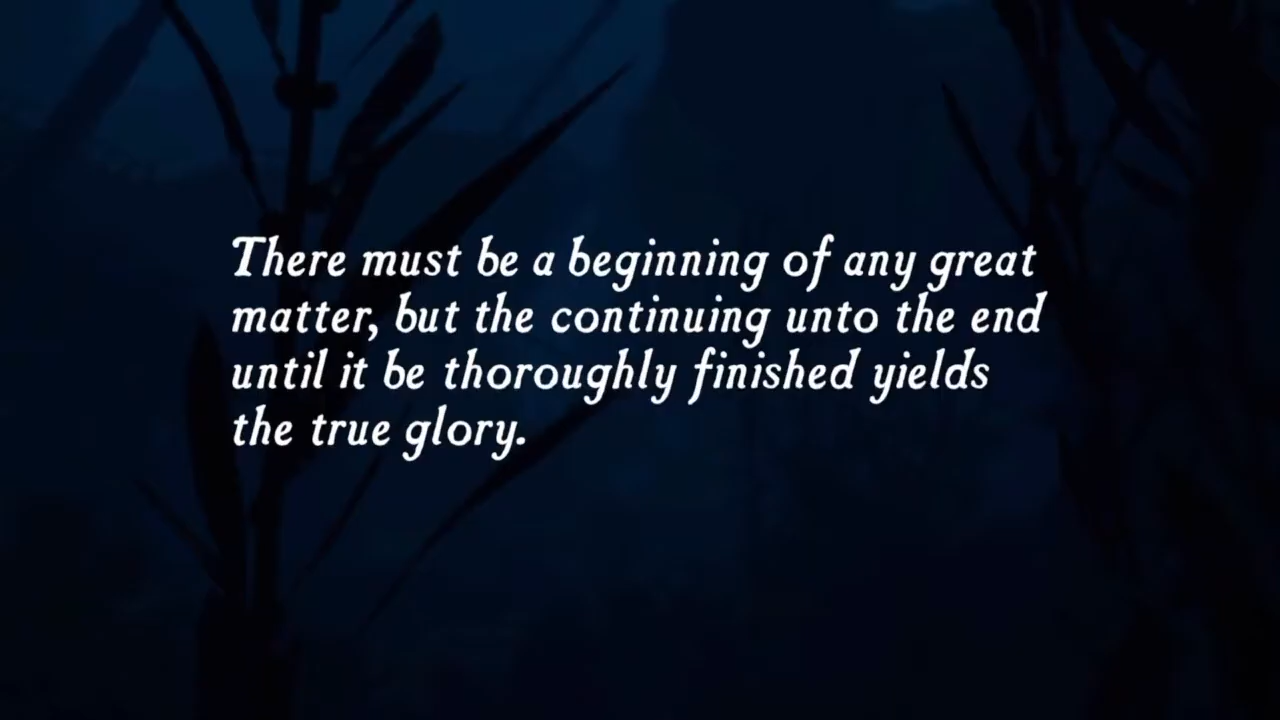 There must be a beginning of any great
matter, but the continuing unto the end
until it be thoroughly finished yields
the true glory.